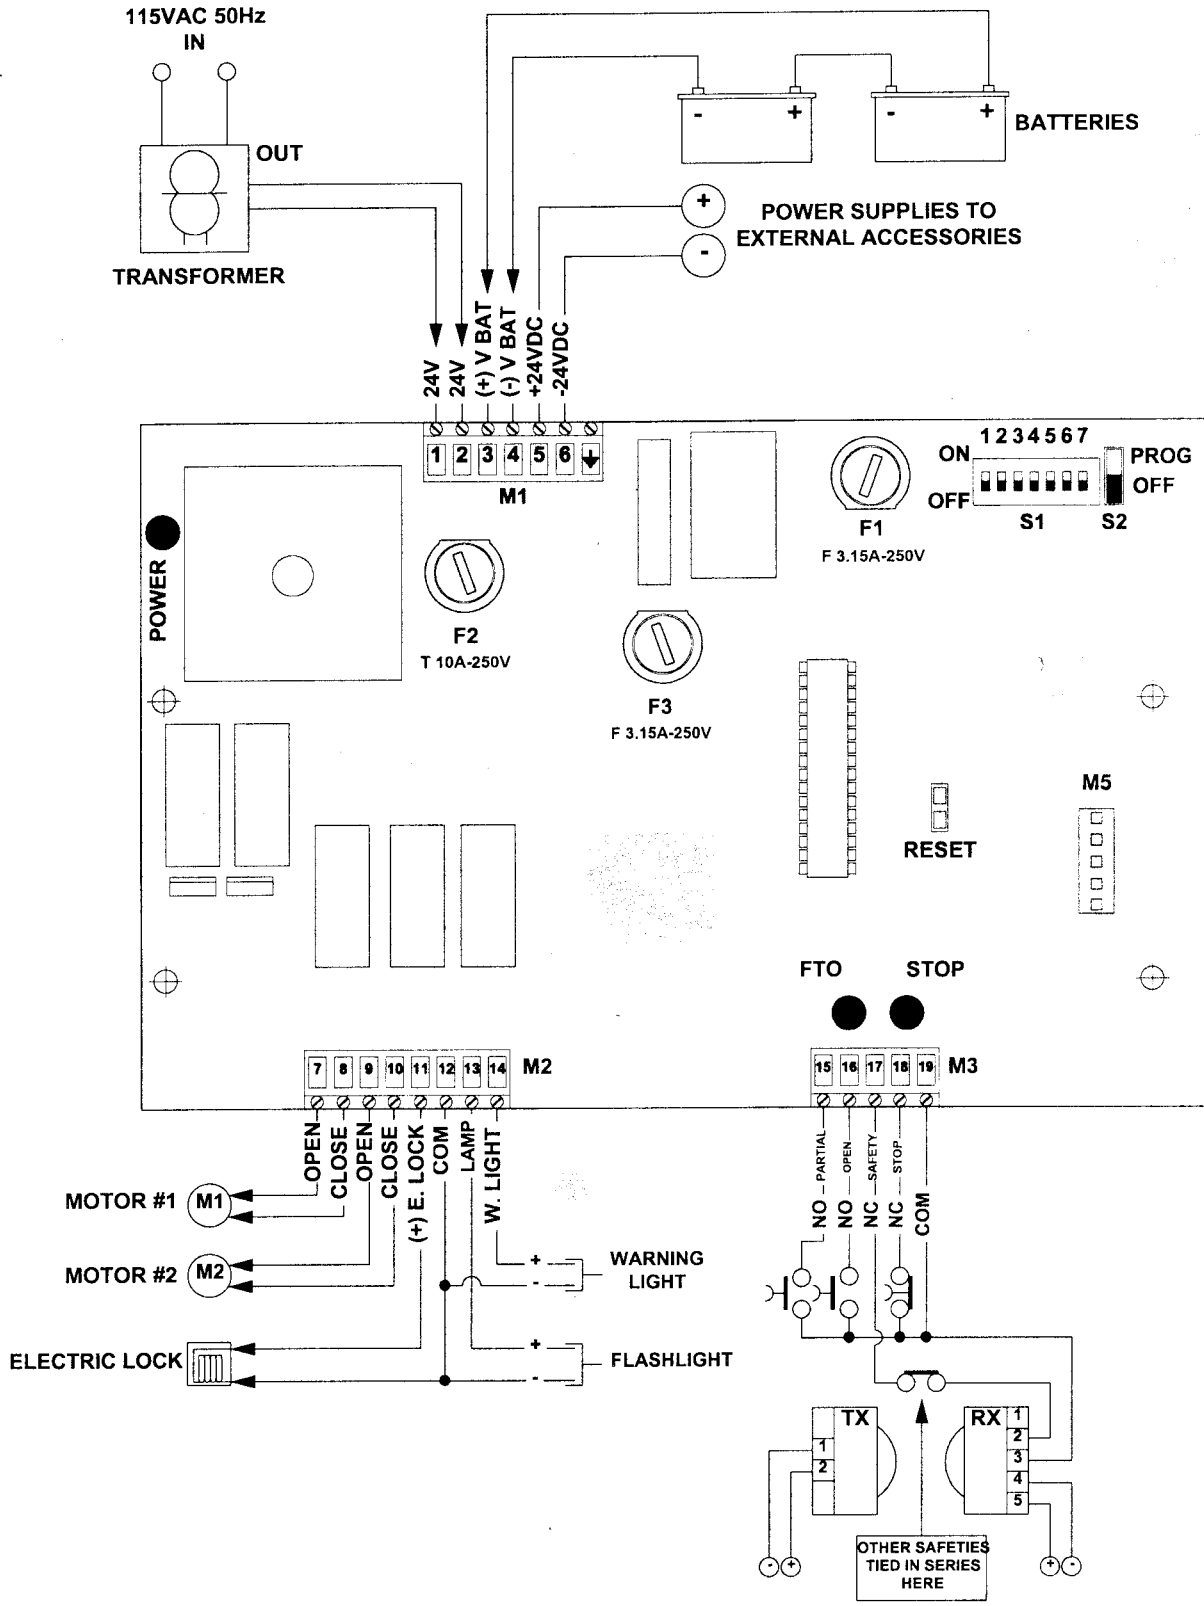 115VAC 50Hz
IN
OUT
TRANSFORMER
- +
- +
BATTERIES
+
-
POWER SUPPLIES TO
EXTERNAL ACCESSORIES
24V
24V
(+) V BAT
(-) V BAT
+24VDC
-24VDC
1 2 3 4 5 6
M1
POWER
F2
T 10A-250V
F3
F 3.15A-250V
F1
F 3.15A-250V
1 2 3 4 5 6 7
ON
OFF
S1
PROG
OFF
S2
M5
RESET
FTO
STOP
7 8 9 10 11 12 13 14
M2
15 16 17 18 19
M3
OPEN
CLOSE
OPEN
CLOSE
(+) E. LOCK
COM
LAMP
W. LIGHT
NO PARTIAL
NO OPEN
NC SAFETY
NC STOP
COM
MOTOR #1
M1
MOTOR #2
M2
ELECTRIC LOCK
+
-
WARNING
LIGHT
+
-
FLASHLIGHT
TX
1
2
- +
RX
1
2
3
4
5
+ -
OTHER SAFETIES
TIED IN SERIES
HERE